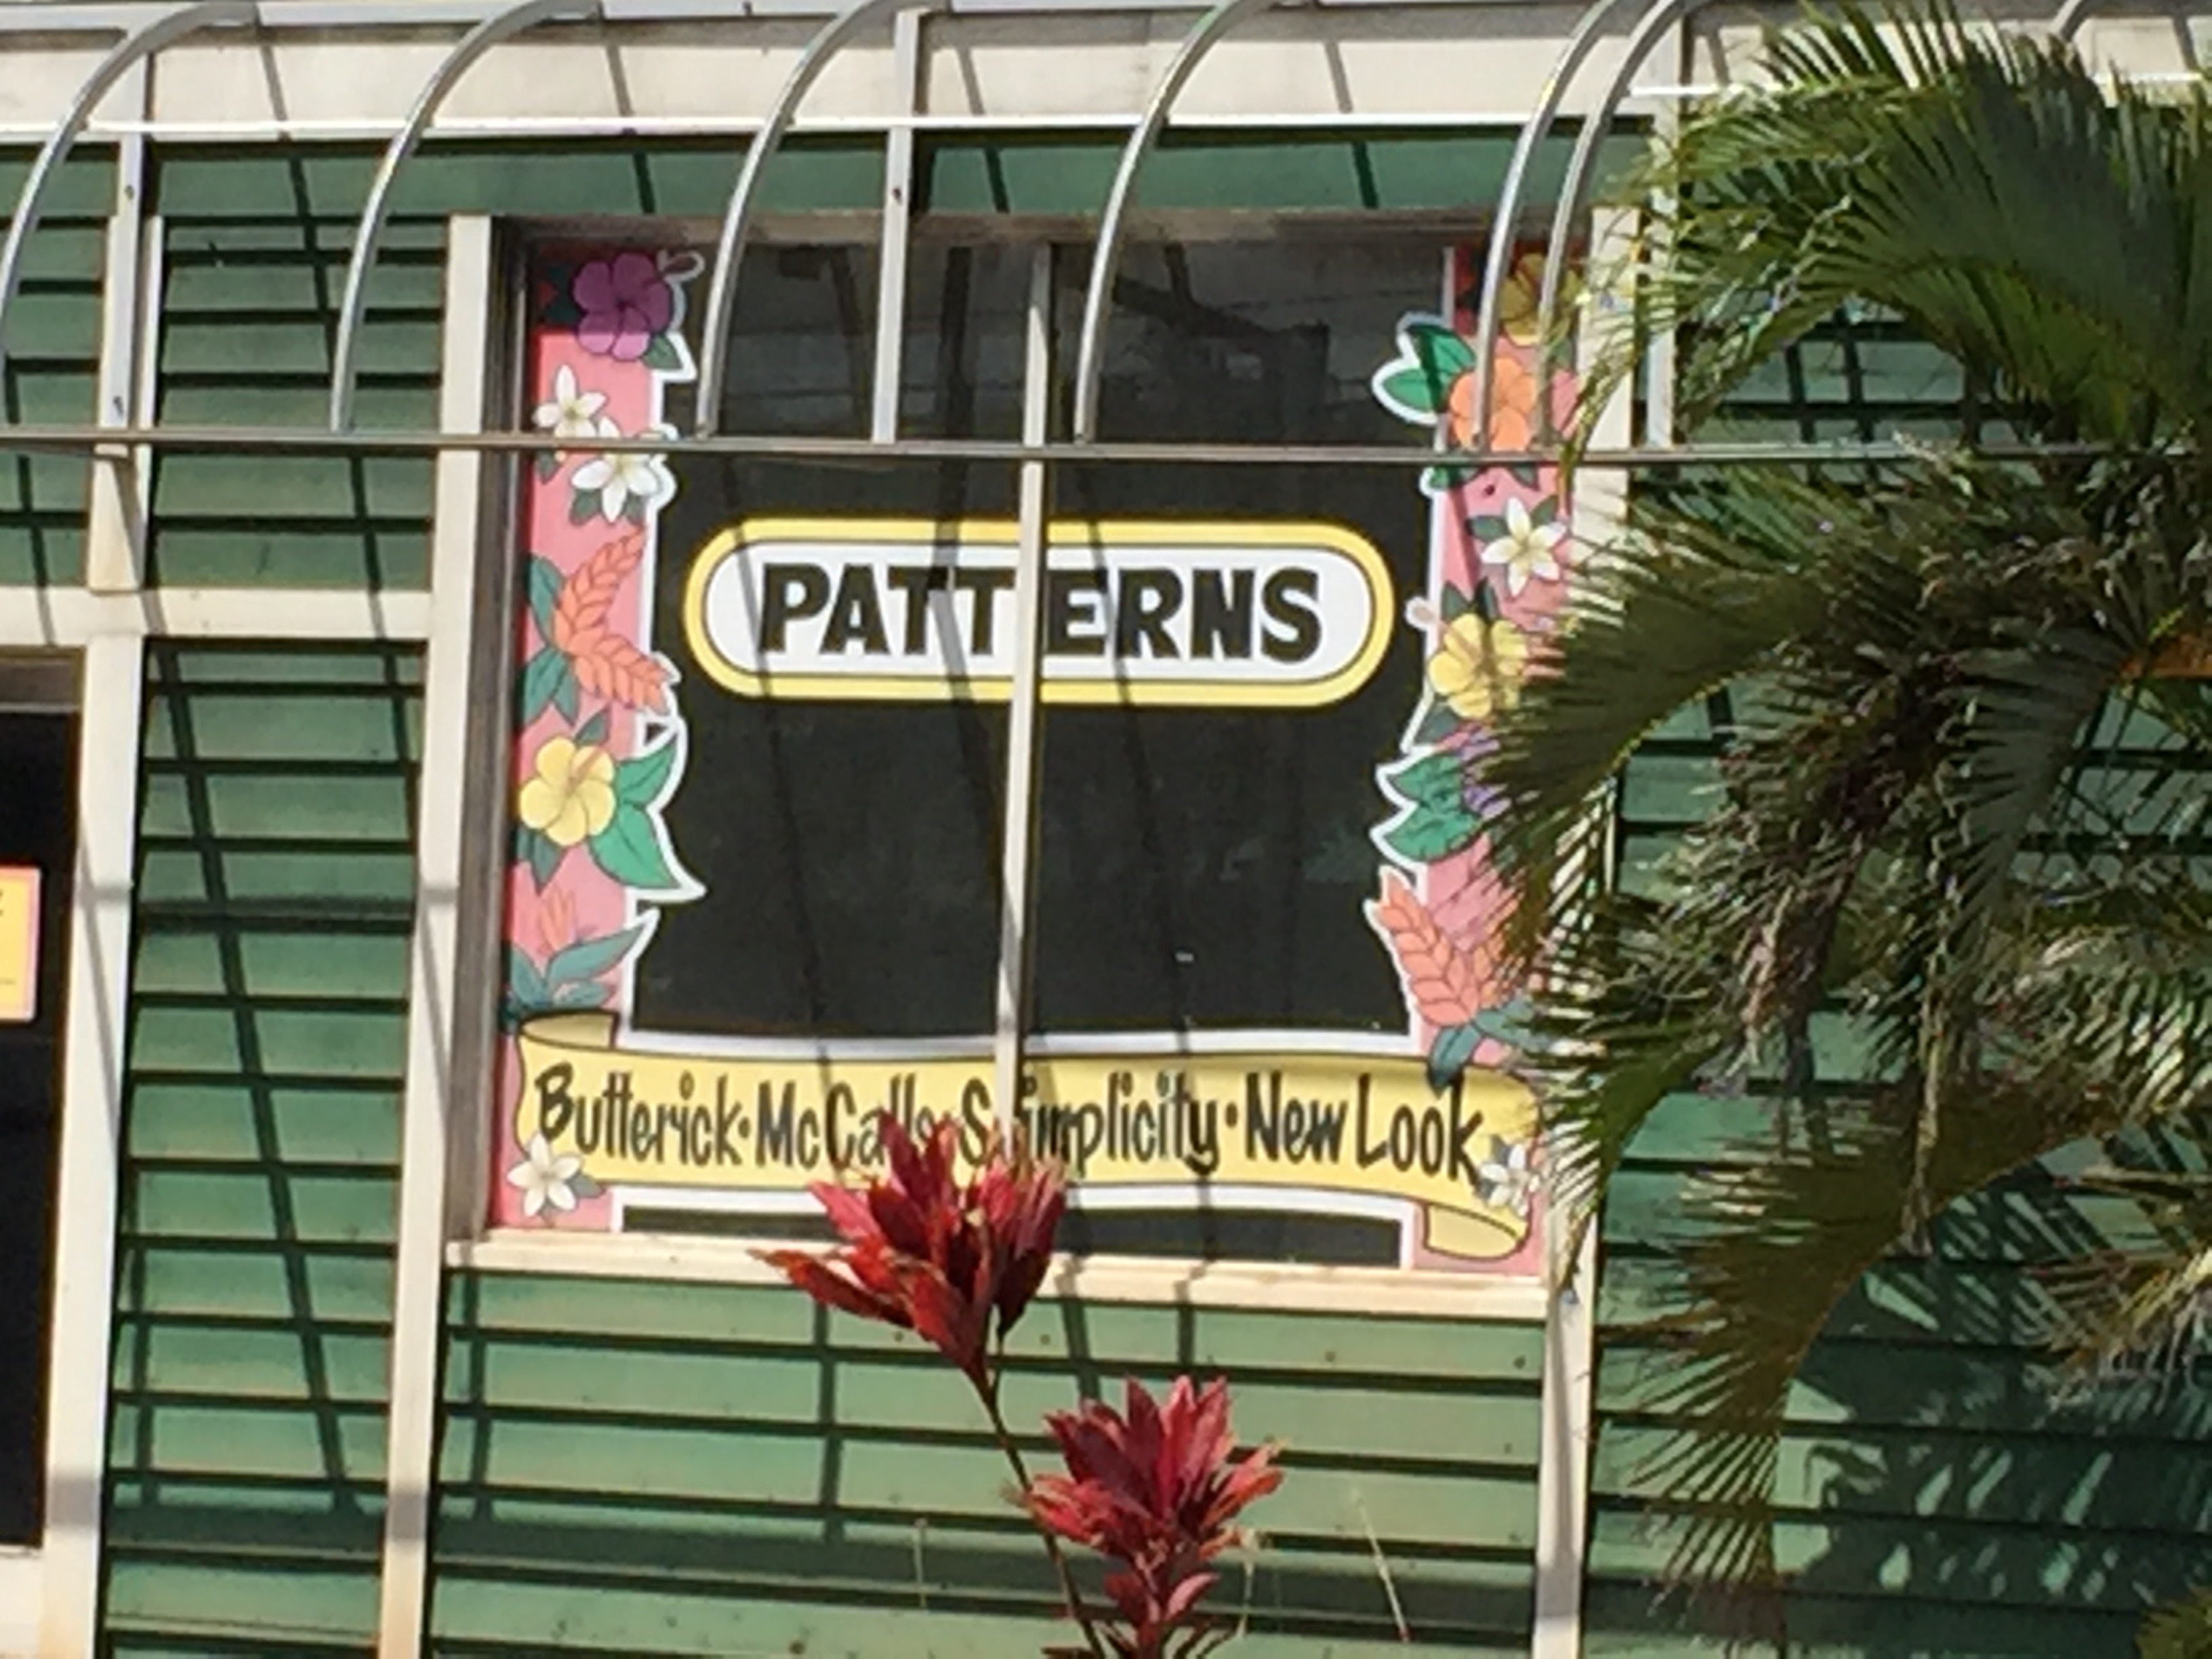 PATTERNS
Butterick · McCalls · Simplicity · New Look